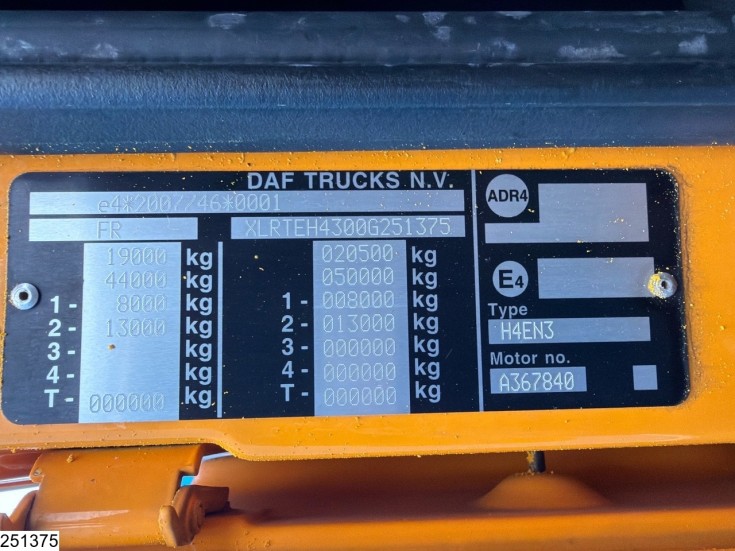 DAF TRUCKS N.V.
e4*2007/46*0001
FR XLRTEH4300G251375
19000 kg 020500 kg
44000 kg 050000 kg
1- 8000 kg 1- 008000 kg
2- 13000 kg 2- 013000 kg
3- kg 3- 000000 kg
4- kg 4- 000000 kg
T- 000000 kg T- 000000 kg
ADR4
E4
Type
H4EN3
Motor no.
A367840
251375